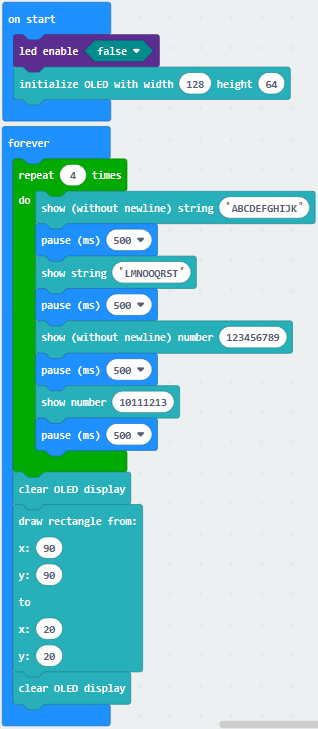 on start
led enable false
initialize OLED with width 128 height 64
forever
repeat 4 times
do
show (without newline) string "ABCDEFGHIJK"
pause (ms) 500
show string "LMNOOQRST"
pause (ms) 500
show (without newline) number 123456789
pause (ms) 500
show number 10111213
pause (ms) 500
clear OLED display
draw rectangle from:
x: 90
y: 90
to
x: 20
y: 20
clear OLED display